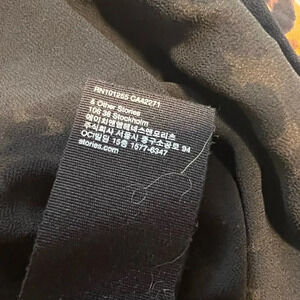 RN101255 CA42271
& Other Stories
106 38 Stockholm
에이치앤엠헤네스앤모리츠
주식회사 서울시 중구소공로 94
OCI빌딩 15층 1577-6347
stories.com